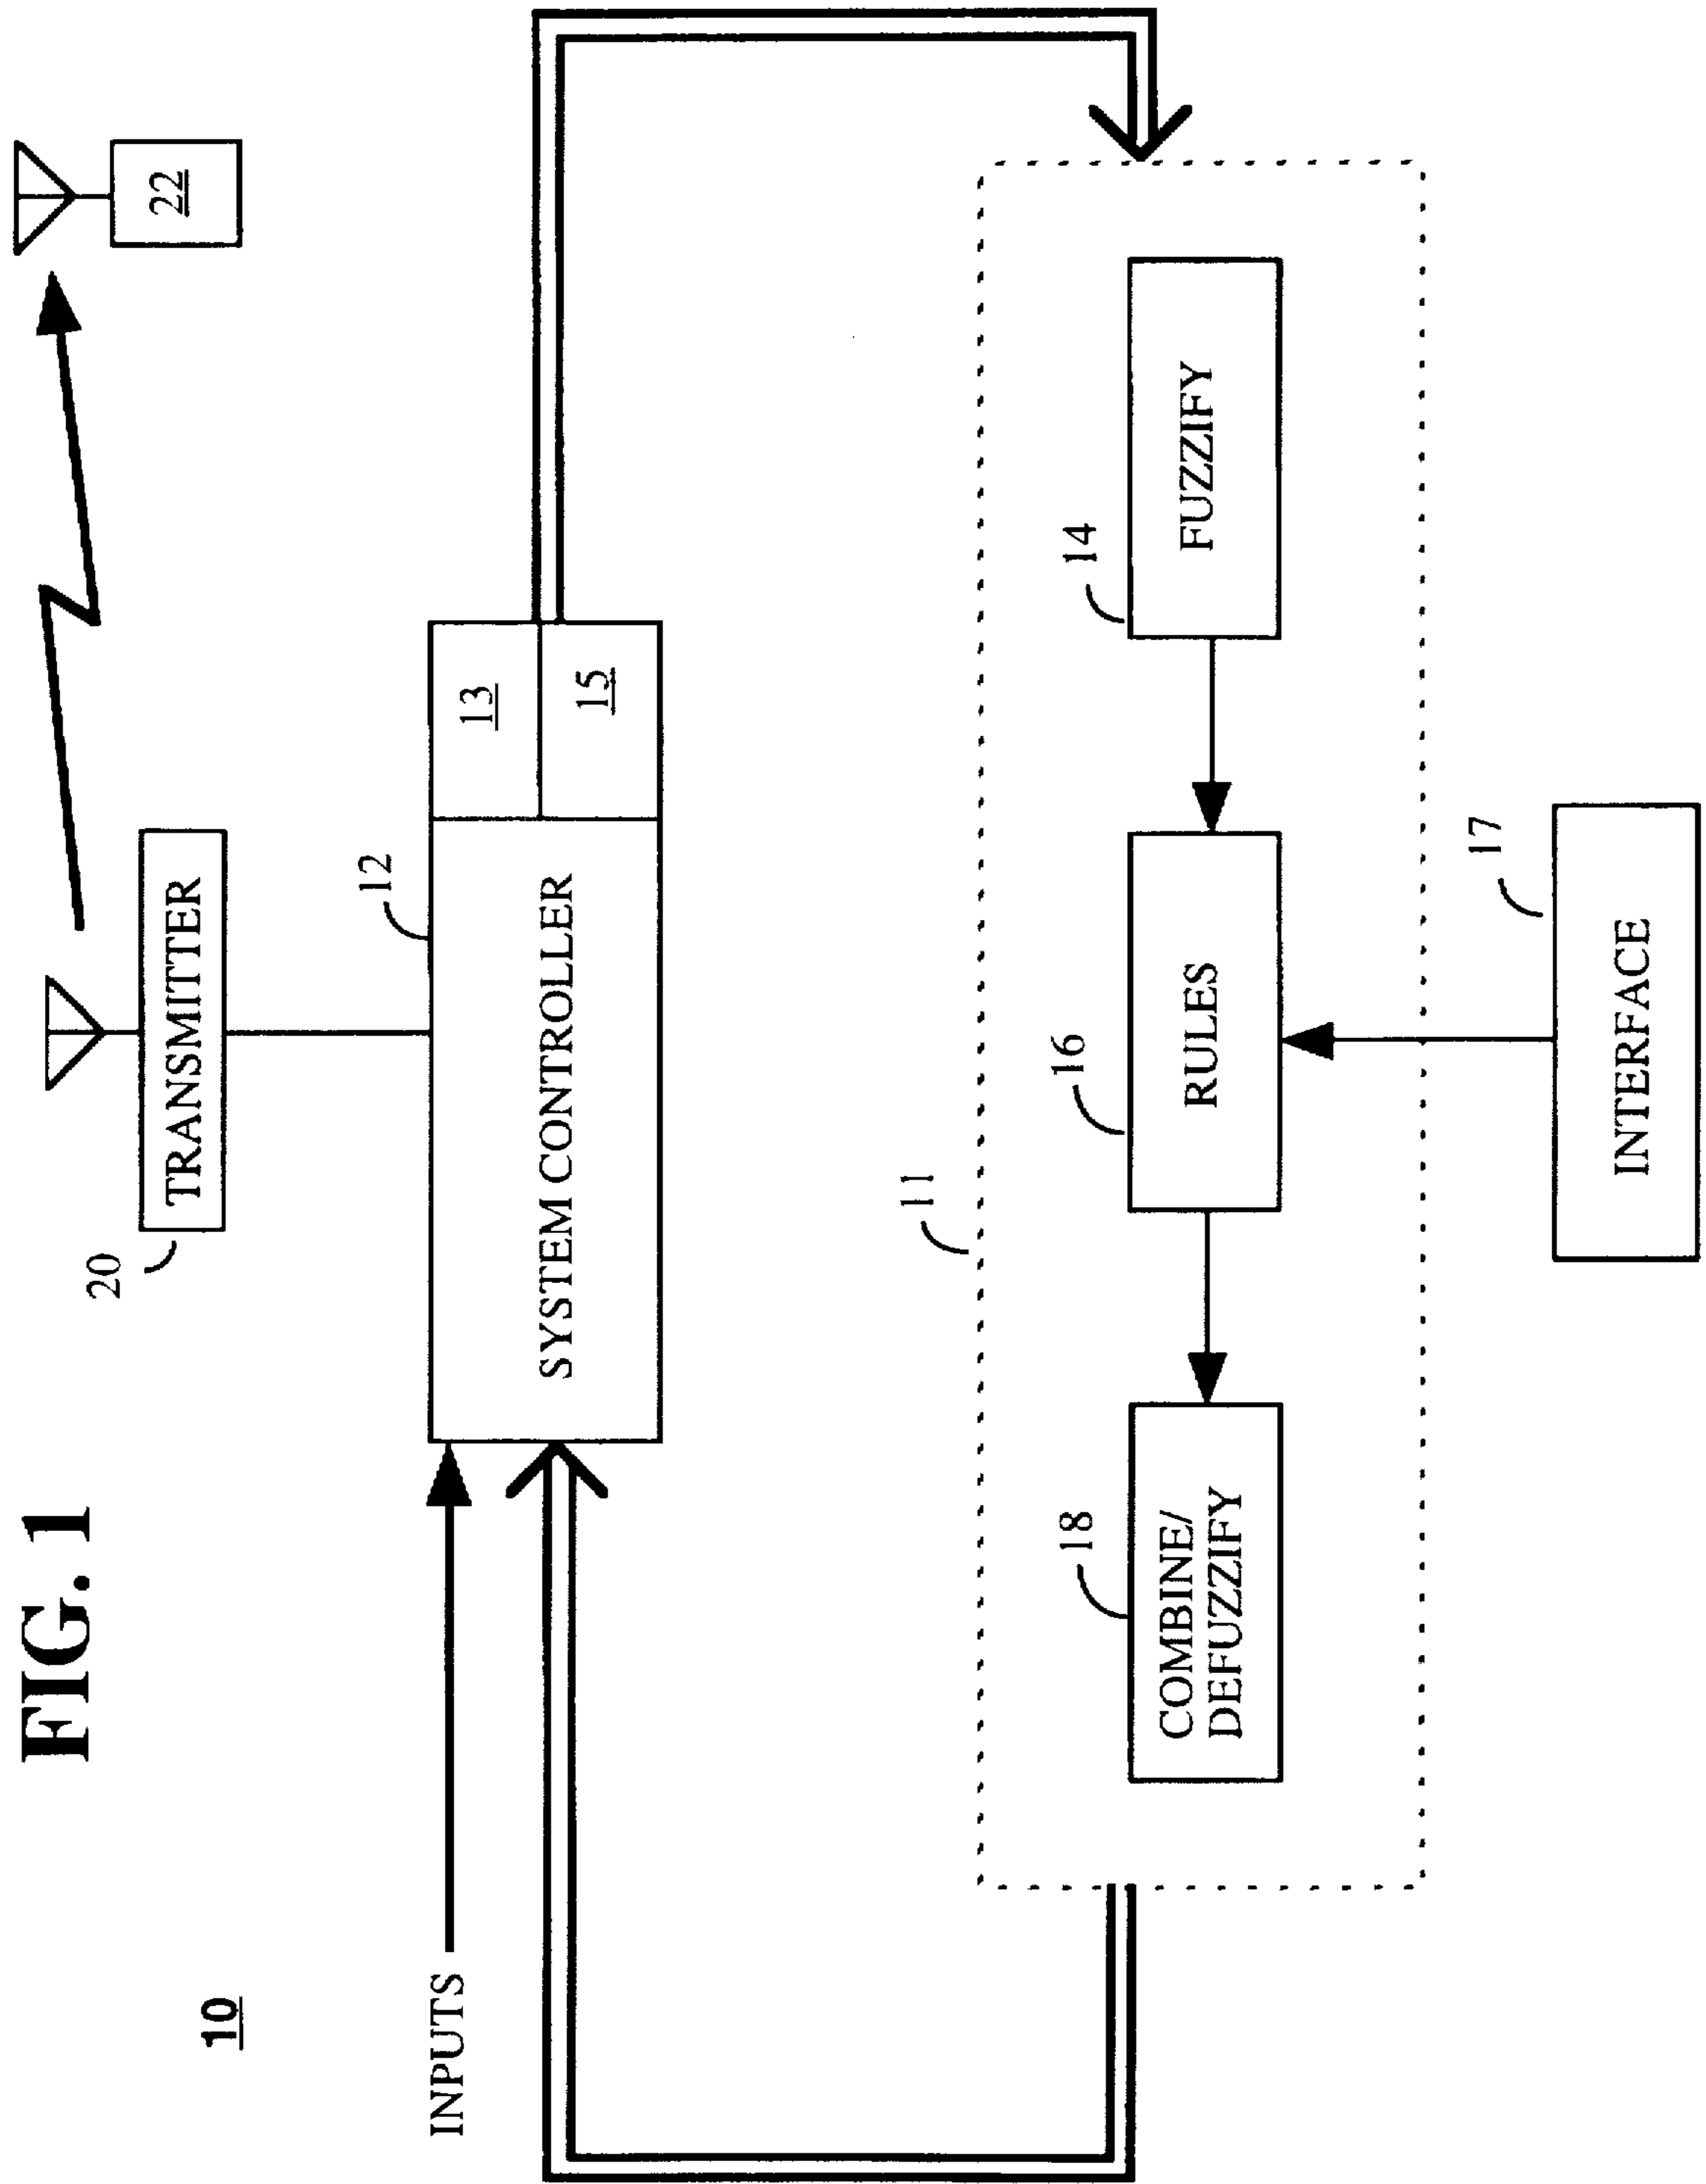 FIG. 1
10
22
20
TRANSMITTER
12
INPUTS
SYSTEM CONTROLLER
13
15
11
18
COMBINE/
DEFUZZIFY
16
RULES
14
FUZZIFY
17
INTERFACE